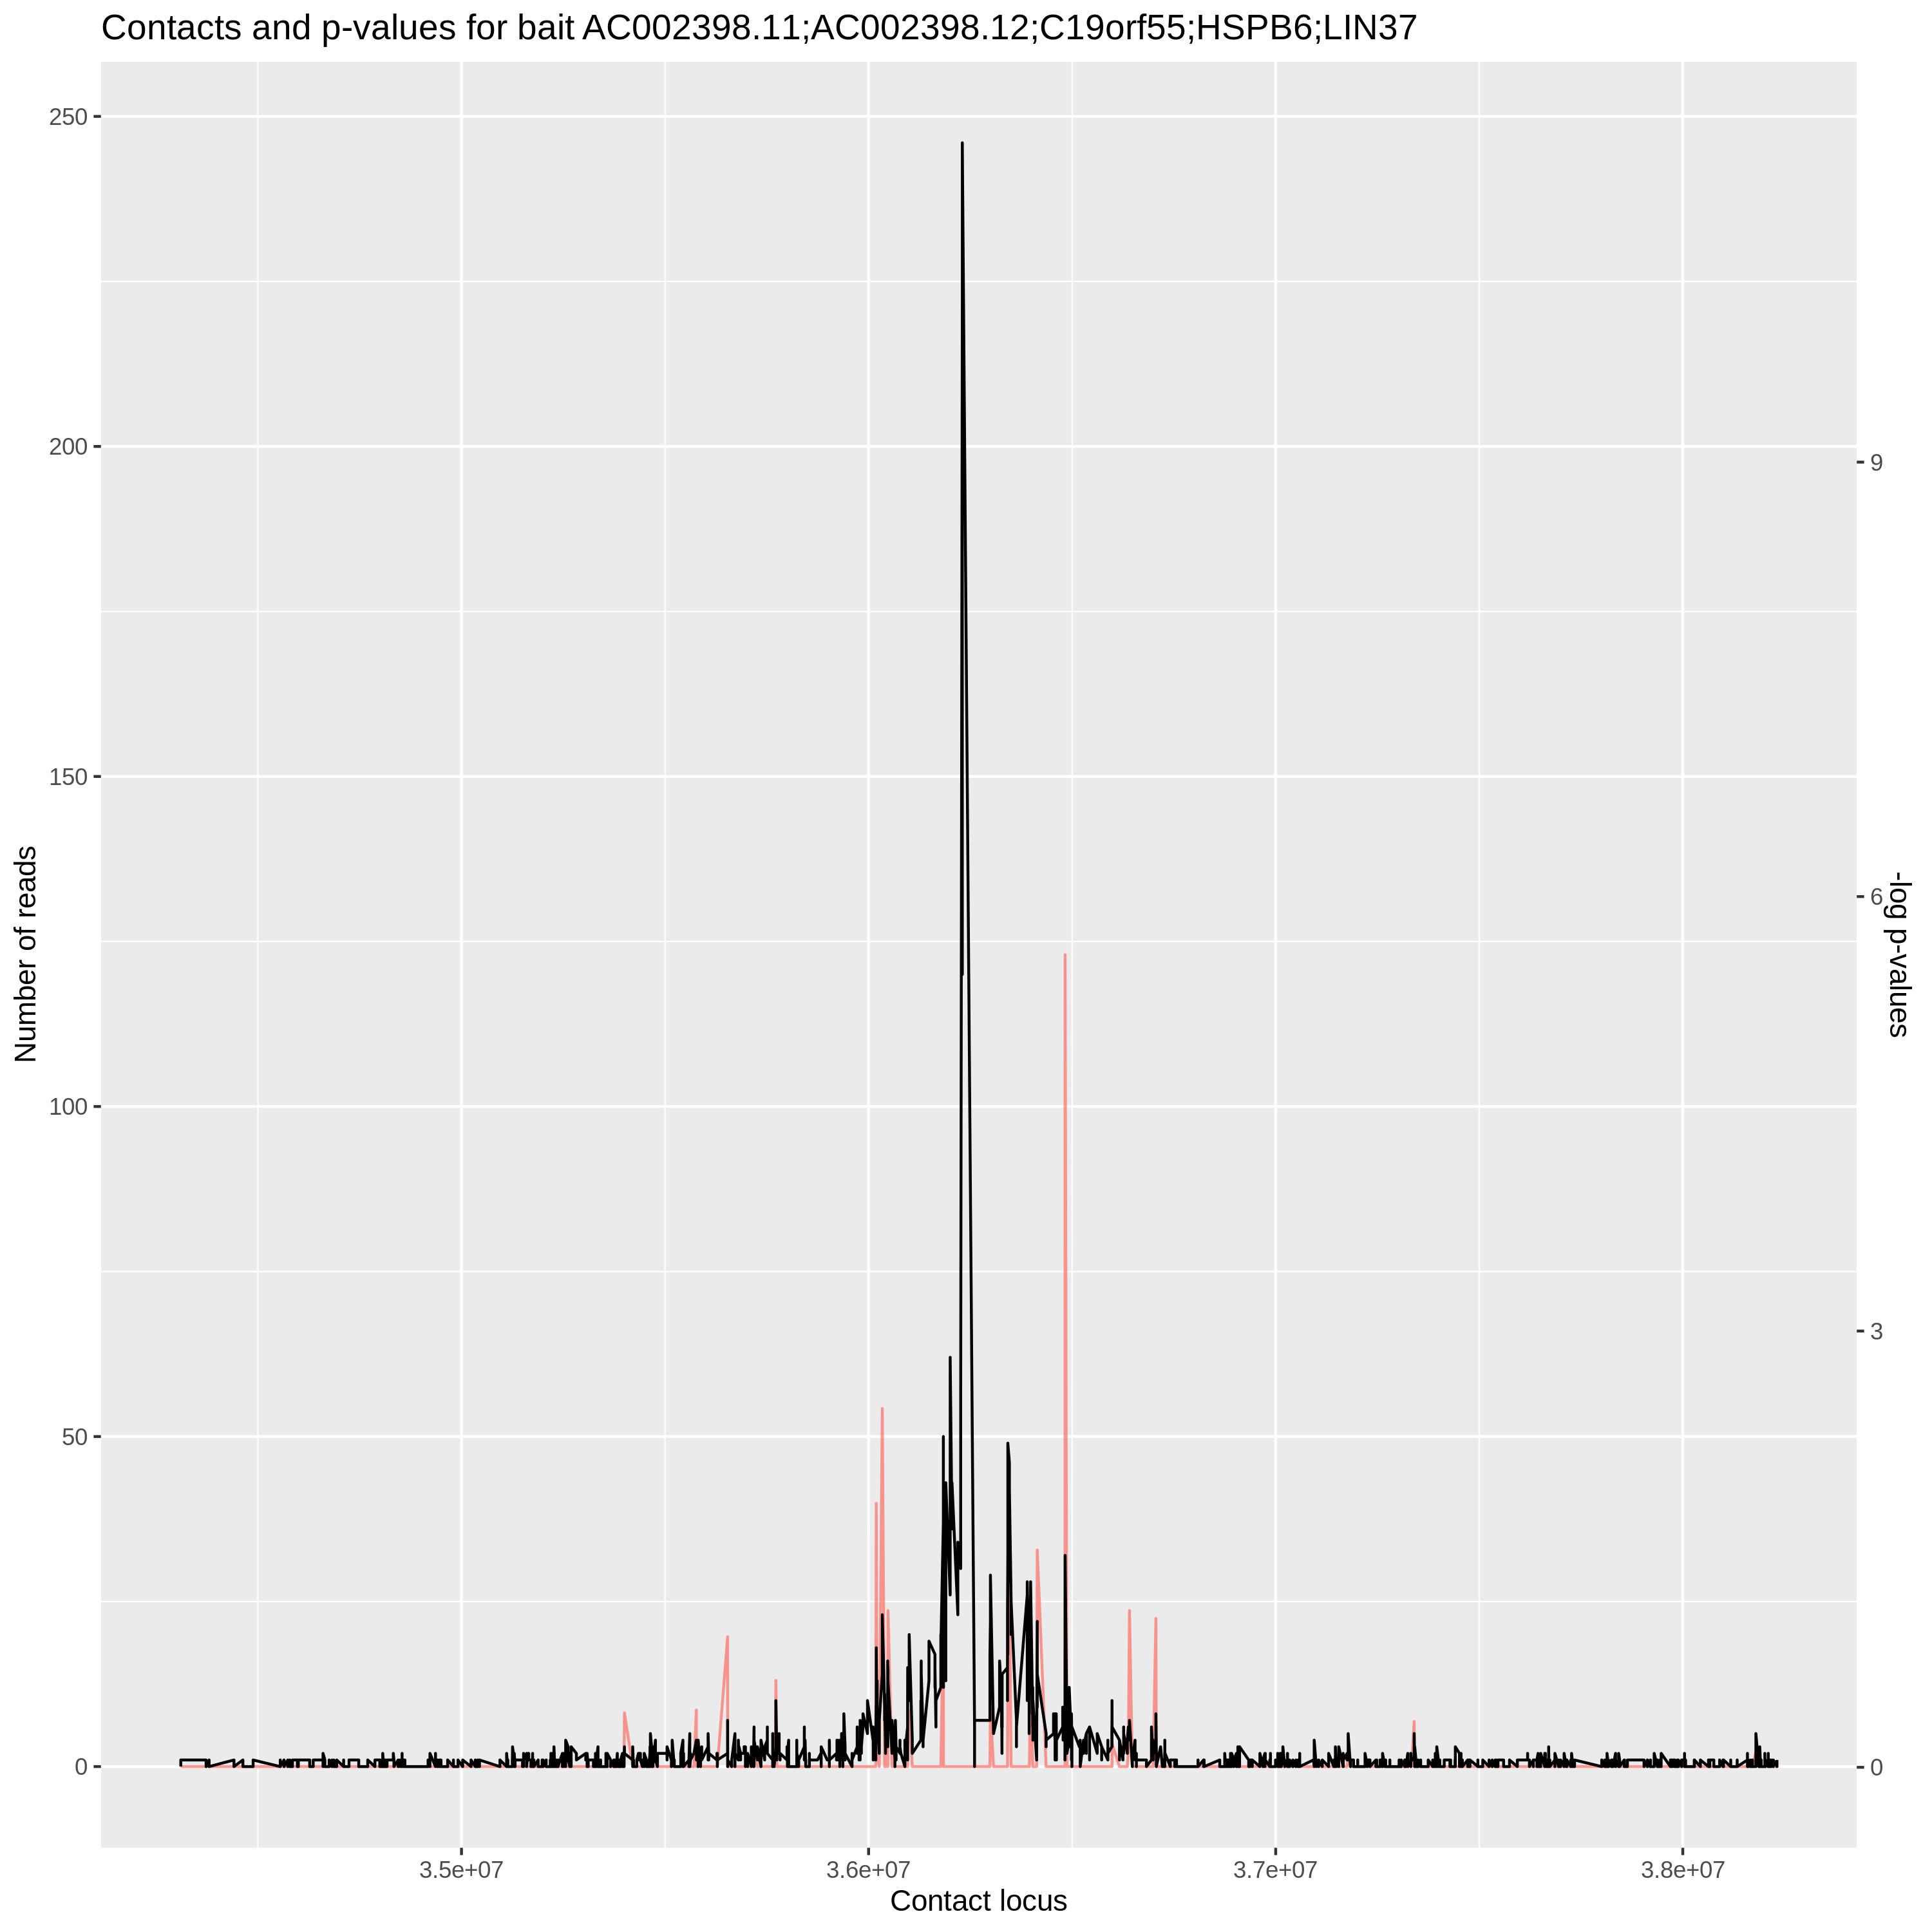 Contacts and p-values for bait AC002398.11;AC002398.12;C19orf55;HSPB6;LIN37
250
200
150
100
50
0
Number of reads
9
6
3
0
-log p-values
3.5e+07
3.6e+07
3.7e+07
3.8e+07
Contact locus